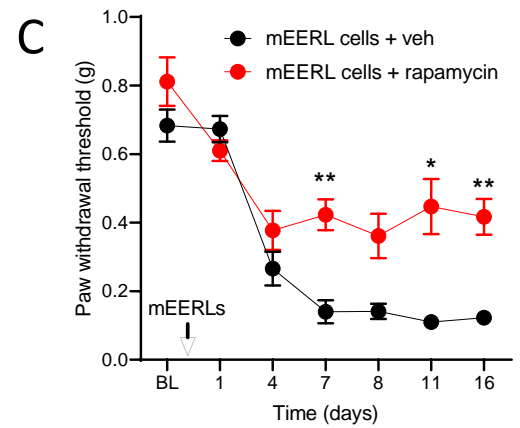 C
mEERL cells + veh
mEERL cells + rapamycin
Paw withdrawal threshold (g)
1.0
0.8
0.6
0.4
0.2
0.0
**
*
**
mEERLs
BL 1 4 7 8 11 16
Time (days)